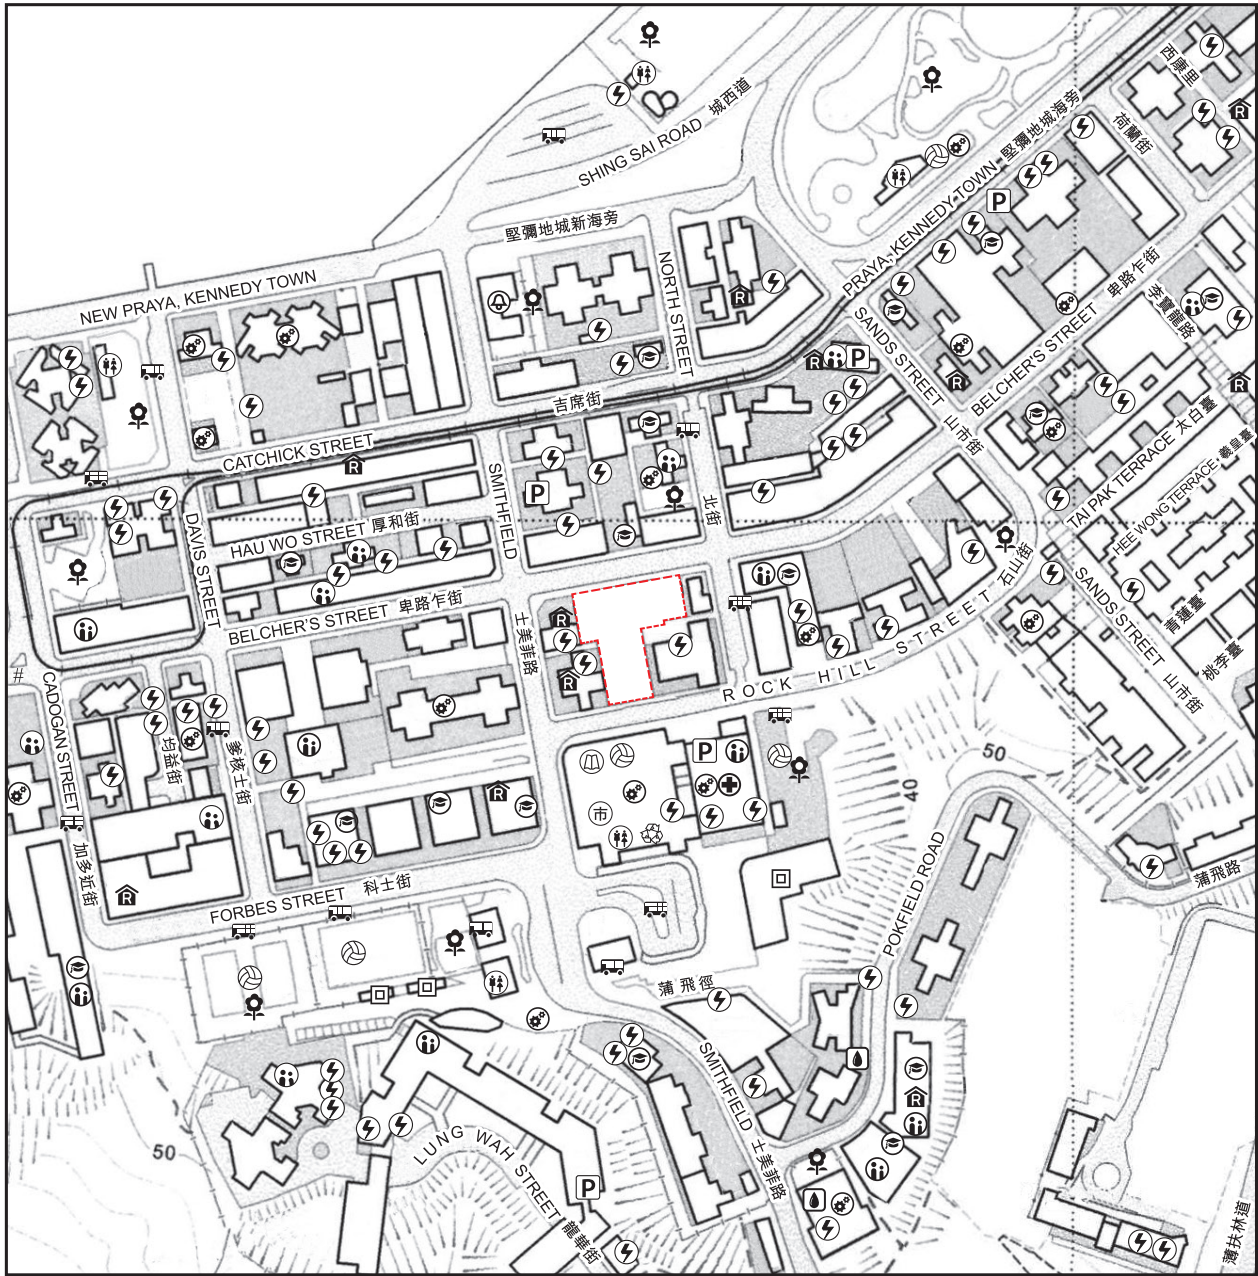 SHING SAI ROAD 城西道
西康里
荷蘭街
PRAYA, KENNEDY TOWN 堅彌地城海旁
P
R
堅彌地城新海旁
NEW PRAYA, KENNEDY TOWN
NORTH STREET
北街
R
SANDS STREET 山市街
BELCHER'S STREET 卑路乍街
李寶龍路
R
P
R
R
吉席街
CATCHICK STREET
R
SMITHFIELD
士美菲路
P
HAU WO STREET 厚和街
DAVIS STREET
爹核士街
BELCHER'S STREET 卑路乍街
TAI PAK TERRACE 太白臺
HEE WONG TERRACE 羲皇臺
SANDS STREET 山市街
青蓮臺
桃李臺
ROCK HILL STREET 石山街
R
R
#
CADOGAN STREET
加多近街
均益街
P
市
R
R
50
40
FORBES STREET 科士街
POKFIELD ROAD
蒲飛路
蒲飛徑
SMITHFIELD 士美菲路
R
50
LUNG WAH STREET 龍華街
P
薄扶林道